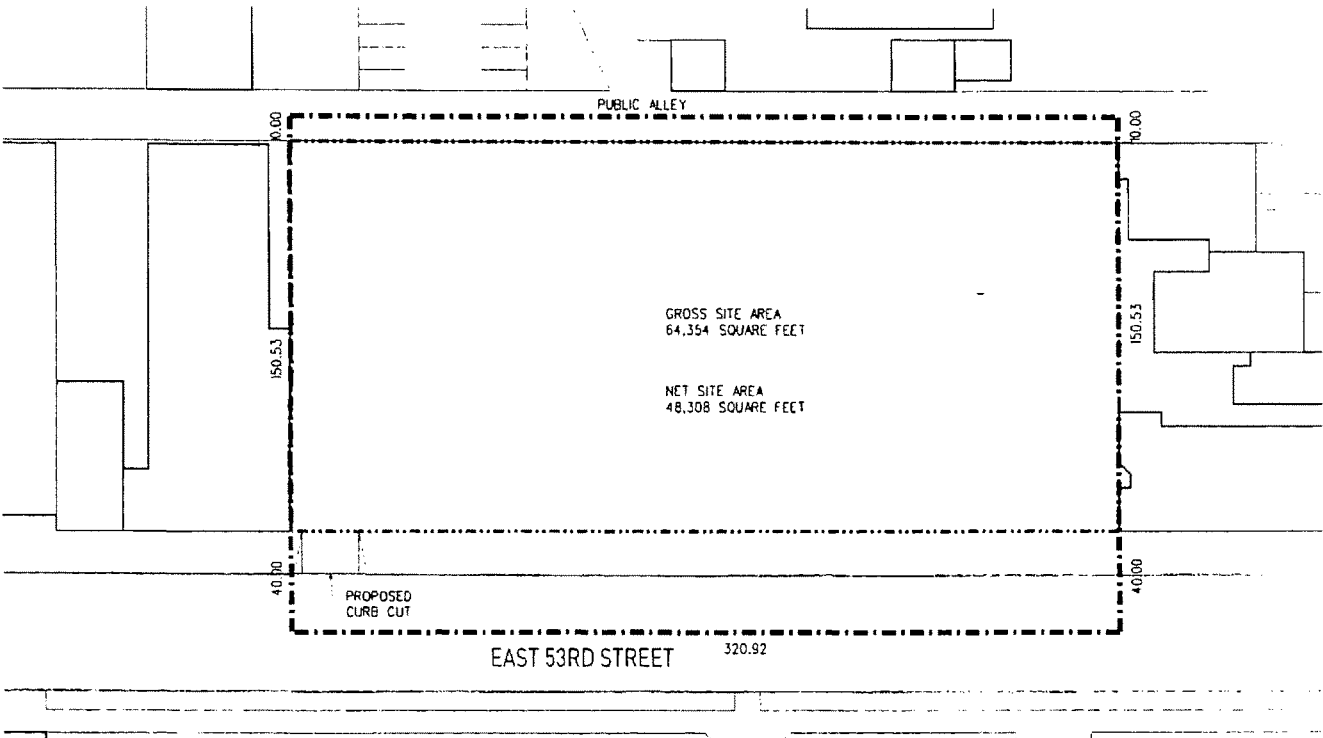 PUBLIC ALLEY
10.00
10.00
GROSS SITE AREA
64,354 SQUARE FEET
150.53
150.53
NET SITE AREA
48,308 SQUARE FEET
40.00
40.00
PROPOSED
CURB CUT
EAST 53RD STREET
320.92